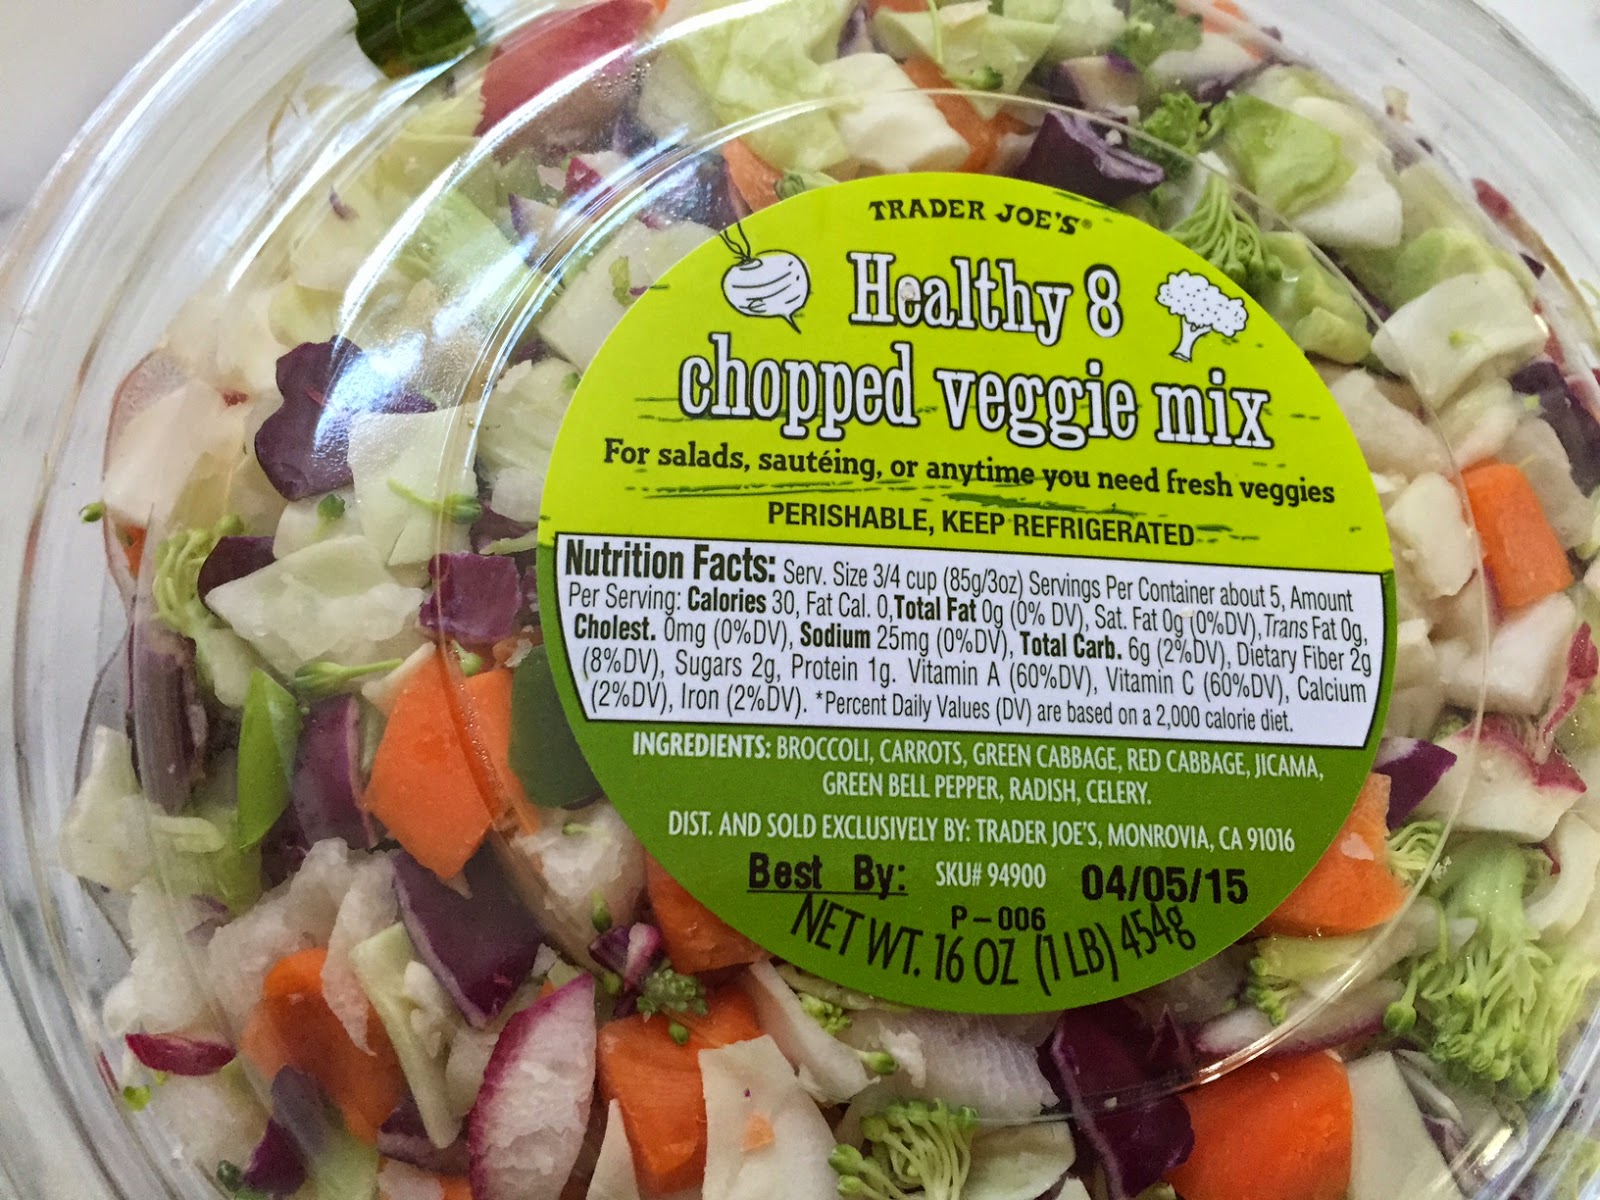 TRADER JOE'S®
Healthy 8
chopped veggie mix
For salads, sautéing, or anytime you need fresh veggies
PERISHABLE, KEEP REFRIGERATED
Nutrition Facts: Serv. Size 3/4 cup (85g/3oz) Servings Per Container about 5, Amount
Per Serving: Calories 30, Fat Cal. 0, Total Fat 0g (0% DV), Sat. Fat 0g (0%DV), Trans Fat 0g,
Cholest. 0mg (0%DV), Sodium 25mg (0%DV), Total Carb. 6g (2%DV), Dietary Fiber 2g
(8%DV), Sugars 2g, Protein 1g. Vitamin A (60%DV), Vitamin C (60%DV), Calcium
(2%DV), Iron (2%DV). *Percent Daily Values (DV) are based on a 2,000 calorie diet.
INGREDIENTS: BROCCOLI, CARROTS, GREEN CABBAGE, RED CABBAGE, JICAMA,
GREEN BELL PEPPER, RADISH, CELERY.
DIST. AND SOLD EXCLUSIVELY BY: TRADER JOE'S, MONROVIA, CA 91016
Best By: SKU# 94900 04/05/15
P-006
NET WT. 16 OZ (1 LB) 454g